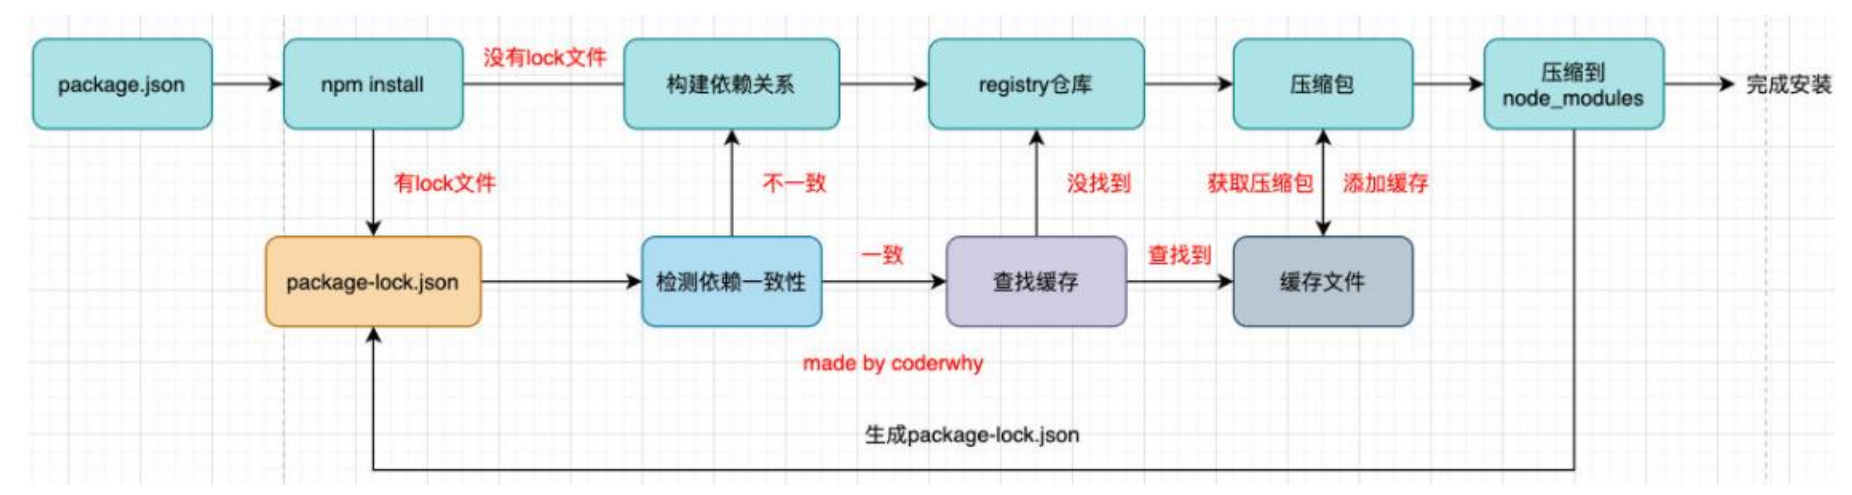 package.json
npm install
没有lock文件
构建依赖关系
registry仓库
压缩包
压缩到
node_modules
完成安装
有lock文件
不一致
没找到
获取压缩包
添加缓存
package-lock.json
检测依赖一致性
一致
查找缓存
查找到
缓存文件
made by coderwhy
生成package-lock.json